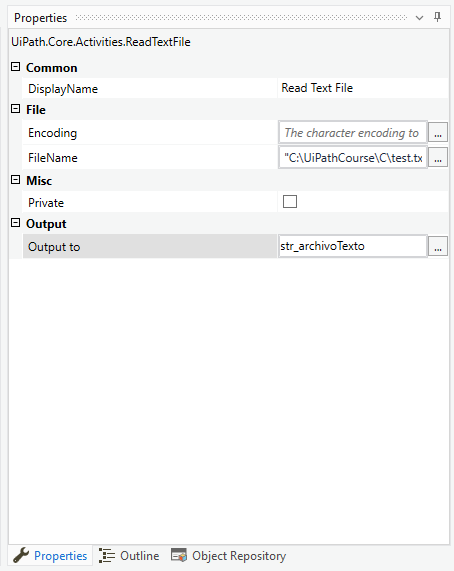 Properties
UiPath.Core.Activities.ReadTextFile
Common
DisplayName Read Text File
File
Encoding The character encoding to ...
FileName "C:\UiPathCourse\C\test.tx ...
Misc
Private
Output
Output to str_archivoTexto ...
Properties Outline Object Repository